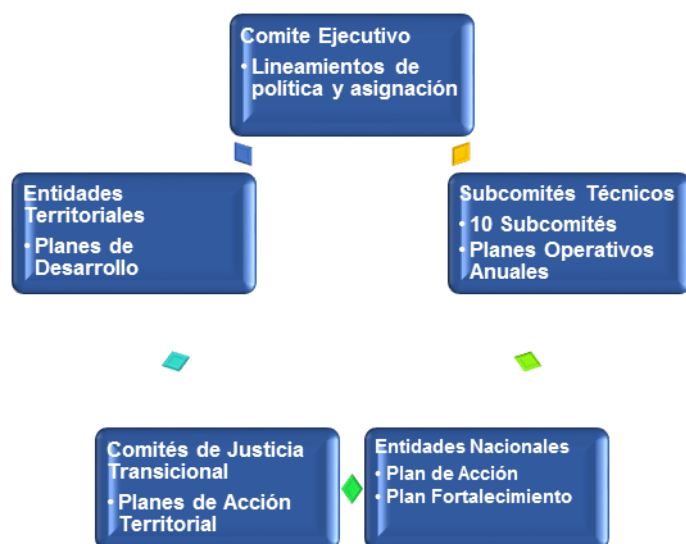 Comite Ejecutivo
• Lineamientos de
política y asignación
Entidades
Territoriales
• Planes de
Desarrollo
Subcomités Técnicos
• 10 Subcomités
• Planes Operativos
Anuales
Comités de Justicia
Transicional
• Planes de Acción
Territorial
Entidades Nacionales
• Plan de Acción
• Plan Fortalecimiento